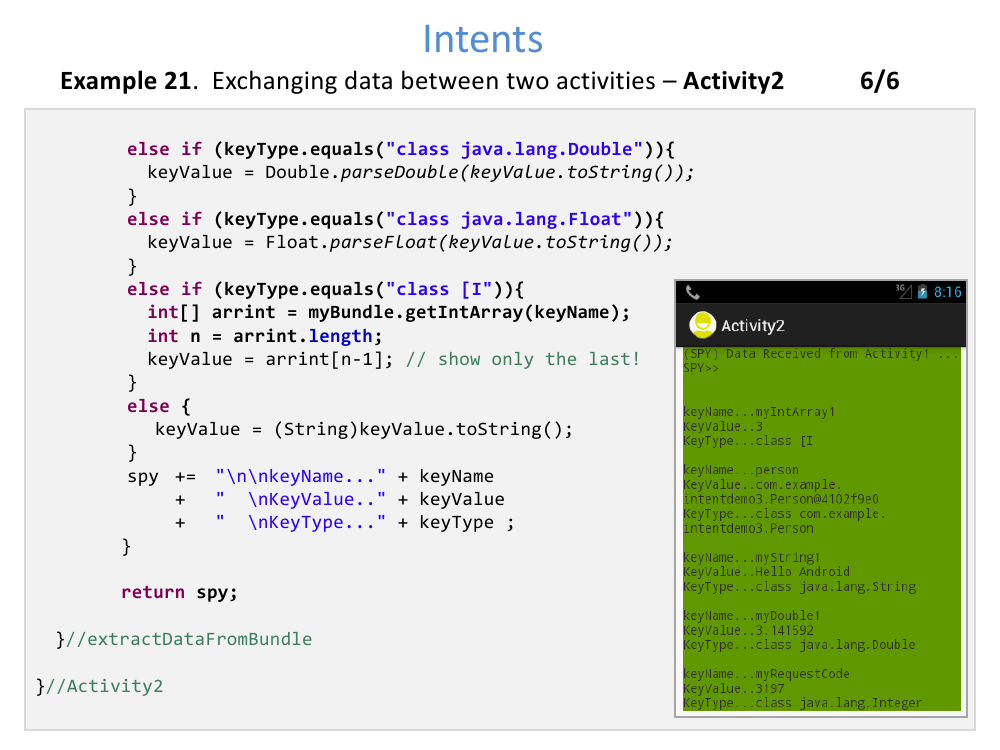 Intents
Example 21. Exchanging data between two activities – Activity2 6/6
else if (keyType.equals("class java.lang.Double")){
keyValue = Double.parseDouble(keyValue.toString());
}
else if (keyType.equals("class java.lang.Float")){
keyValue = Float.parseFloat(keyValue.toString());
}
else if (keyType.equals("class [I")){
int[] arrint = myBundle.getIntArray(keyName);
int n = arrint.length;
keyValue = arrint[n-1]; // show only the last!
}
else {
keyValue = (String)keyValue.toString();
}
spy += "\n\nkeyName..." + keyName
+ " \nKeyValue.." + keyValue
+ " \nKeyType..." + keyType ;
}
return spy;
}//extractDataFromBundle
}//Activity2
3G 8:16
Activity2
(SPY) Data Received from Activity! ...
SPY>>
keyName...myIntArray1
KeyValue..3
KeyType...class [I
keyName...person
KeyValue..com.example.
intentdemo3.Person@4102f9e0
KeyType...class com.example.
intentdemo3.Person
keyName...myString1
KeyValue..Hello Android
KeyType...class java.lang.String
keyName...myDouble1
KeyValue..3.141592
KeyType...class java.lang.Double
keyName...myRequestCode
KeyValue..3197
KeyType...class java.lang.Integer